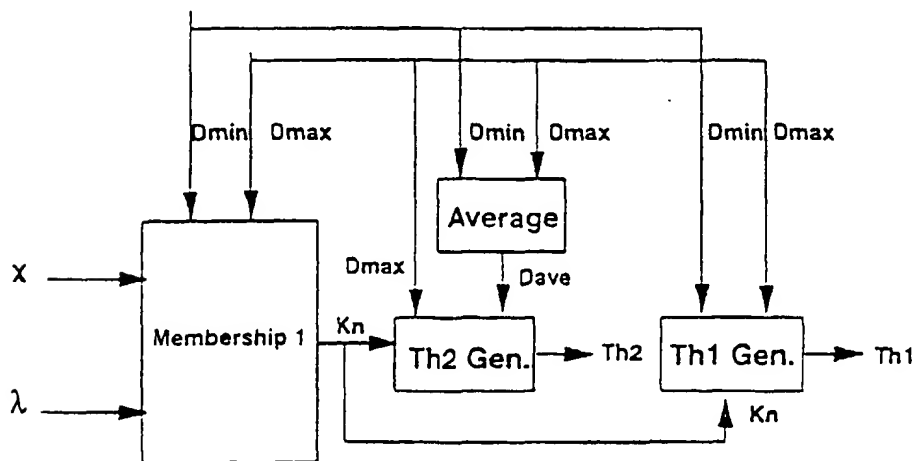 Dmin Dmax Dmin Dmax Dmin Dmax
Average
χ
Dmax Dave
Membership 1 Kn
Th2 Gen. Th2 Th1 Gen. Th1
λ
Kn